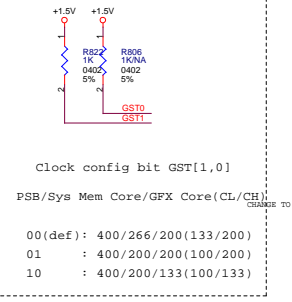 +1.5V +1.5V
1 1
R822 R806
1K 1K/NA
0402 0402
5% 5%
2 2
GST0
GST1
Clock config bit GST[1,0]
PSB/Sys Mem Core/GFX Core(CL/CH)
CHANGE TO
00(def): 400/266/200(133/200)
01 : 400/200/200(100/200)
10 : 400/200/133(100/133)